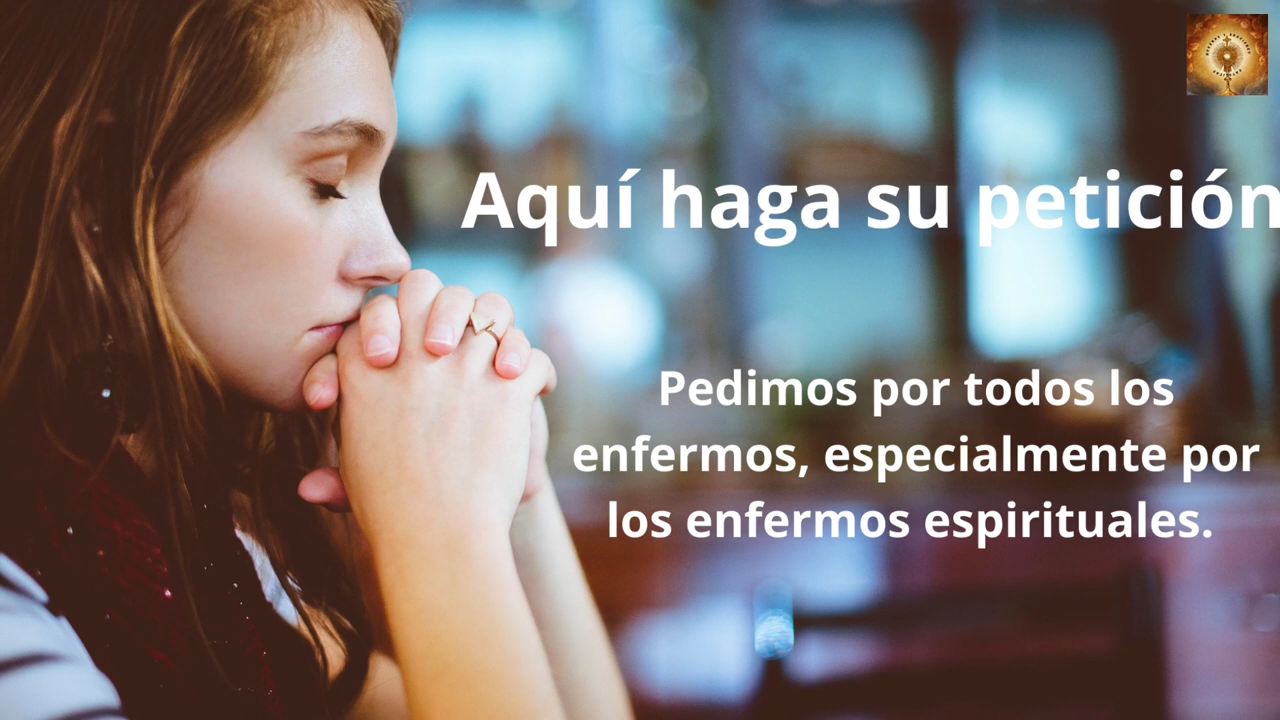 Aquí haga su petición
Pedimos por todos los
enfermos, especialmente por
los enfermos espirituales.